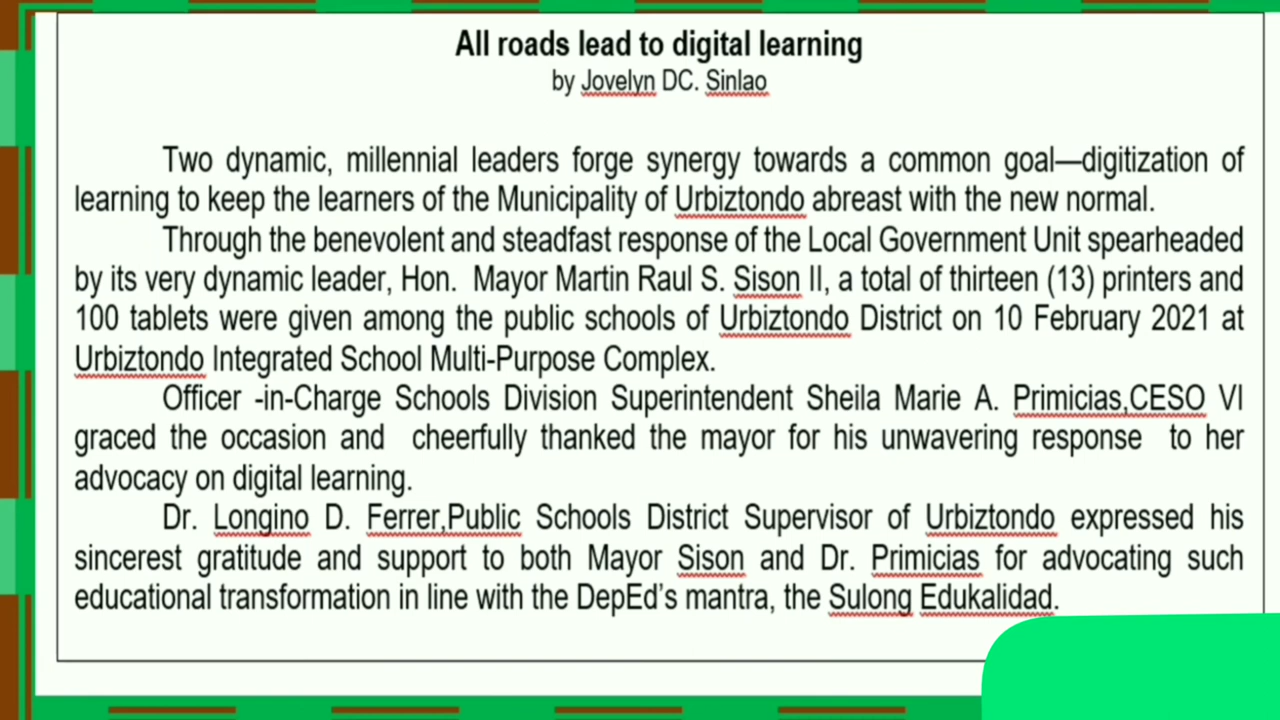 All roads lead to digital learning
by Jovelyn DC. Sinlao
Two dynamic, millennial leaders forge synergy towards a common goal—digitization of
learning to keep the learners of the Municipality of Urbiztondo abreast with the new normal.
Through the benevolent and steadfast response of the Local Government Unit spearheaded
by its very dynamic leader, Hon.  Mayor Martin Raul S. Sison II, a total of thirteen (13) printers and
100 tablets were given among the public schools of Urbiztondo District on 10 February 2021 at
Urbiztondo Integrated School Multi-Purpose Complex.
Officer -in-Charge Schools Division Superintendent Sheila Marie A. Primicias,CESO VI
graced the occasion and  cheerfully thanked the mayor for his unwavering response  to her
advocacy on digital learning.
Dr. Longino D. Ferrer,Public Schools District Supervisor of Urbiztondo expressed his
sincerest gratitude and support to both Mayor Sison and Dr. Primicias for advocating such
educational transformation in line with the DepEd’s mantra, the Sulong Edukalidad.